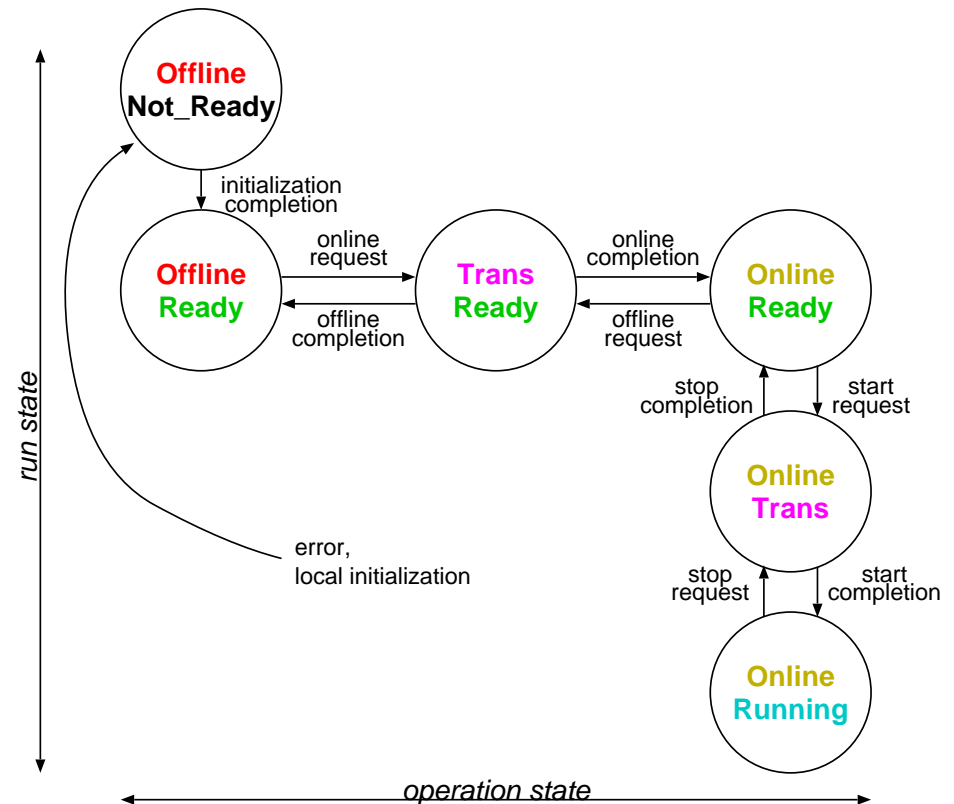 Offline
Not_Ready
initialization
completion
Offline
Ready
online
request
offline
completion
Trans
Ready
online
completion
offline
request
Online
Ready
stop
completion
start
request
run state
Online
Trans
error,
local initialization
stop
request
start
completion
Online
Running
operation state